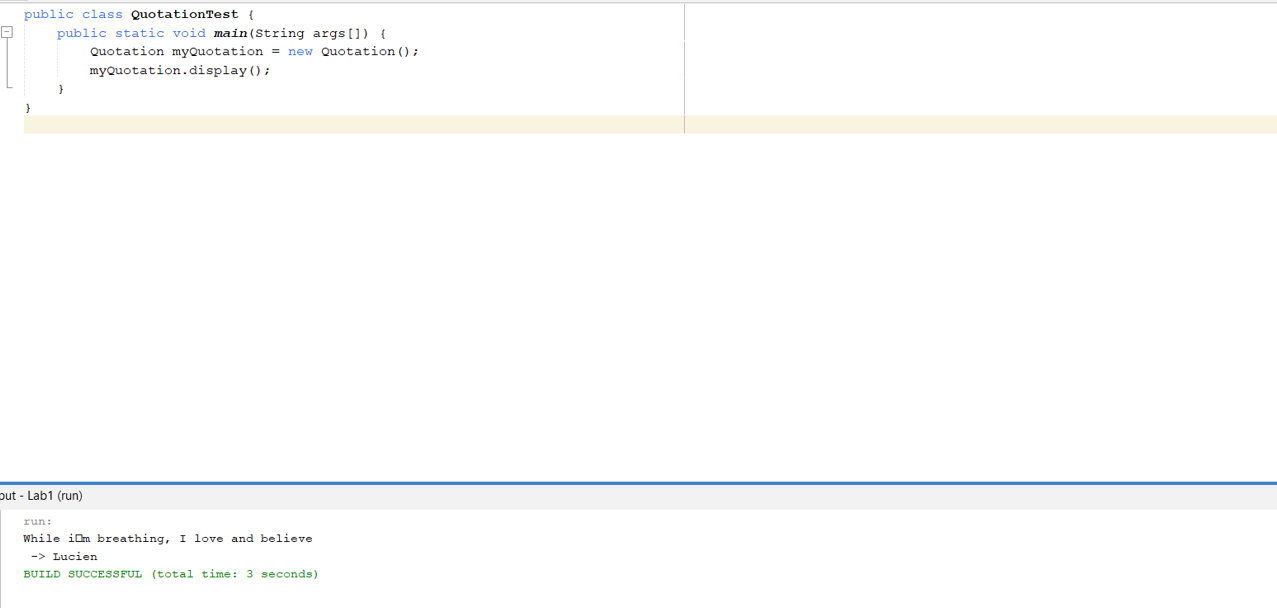 public class QuotationTest {
public static void main(String args[]) {
Quotation myQuotation = new Quotation();
myQuotation.display();
}
}
put - Lab1 (run)
run:
While i□m breathing, I love and believe
-> Lucien
BUILD SUCCESSFUL (total time: 3 seconds)